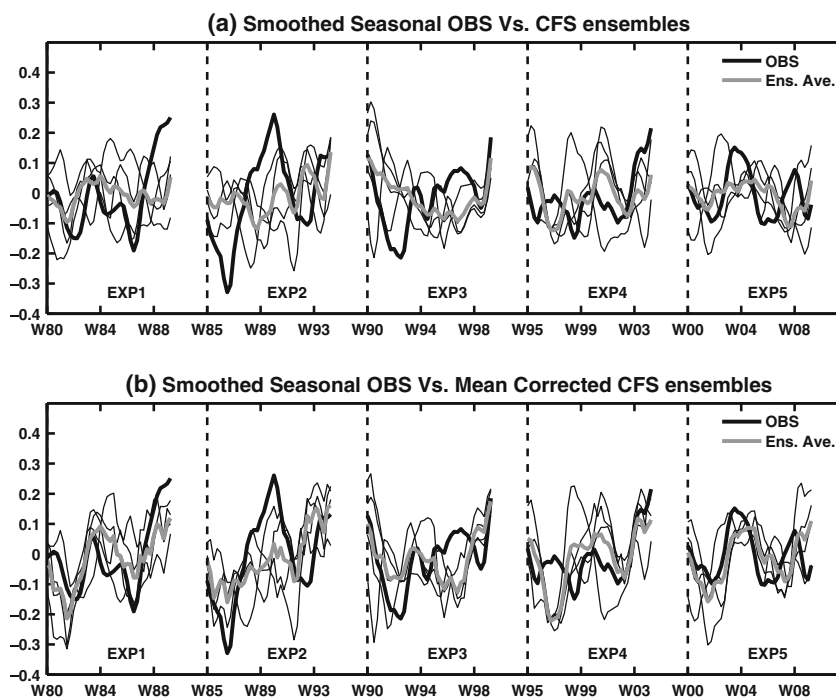 (a) Smoothed Seasonal OBS Vs. CFS ensembles
0.4
0.3
0.2
0.1
0
−0.1
−0.2
−0.3
−0.4
OBS
Ens. Ave.
EXP1 EXP2 EXP3 EXP4 EXP5
W80 W84 W88 W85 W89 W93 W90 W94 W98 W95 W99 W03 W00 W04 W08
(b) Smoothed Seasonal OBS Vs. Mean Corrected CFS ensembles
0.4
0.3
0.2
0.1
0
−0.1
−0.2
−0.3
−0.4
OBS
Ens. Ave.
EXP1 EXP2 EXP3 EXP4 EXP5
W80 W84 W88 W85 W89 W93 W90 W94 W98 W95 W99 W03 W00 W04 W08